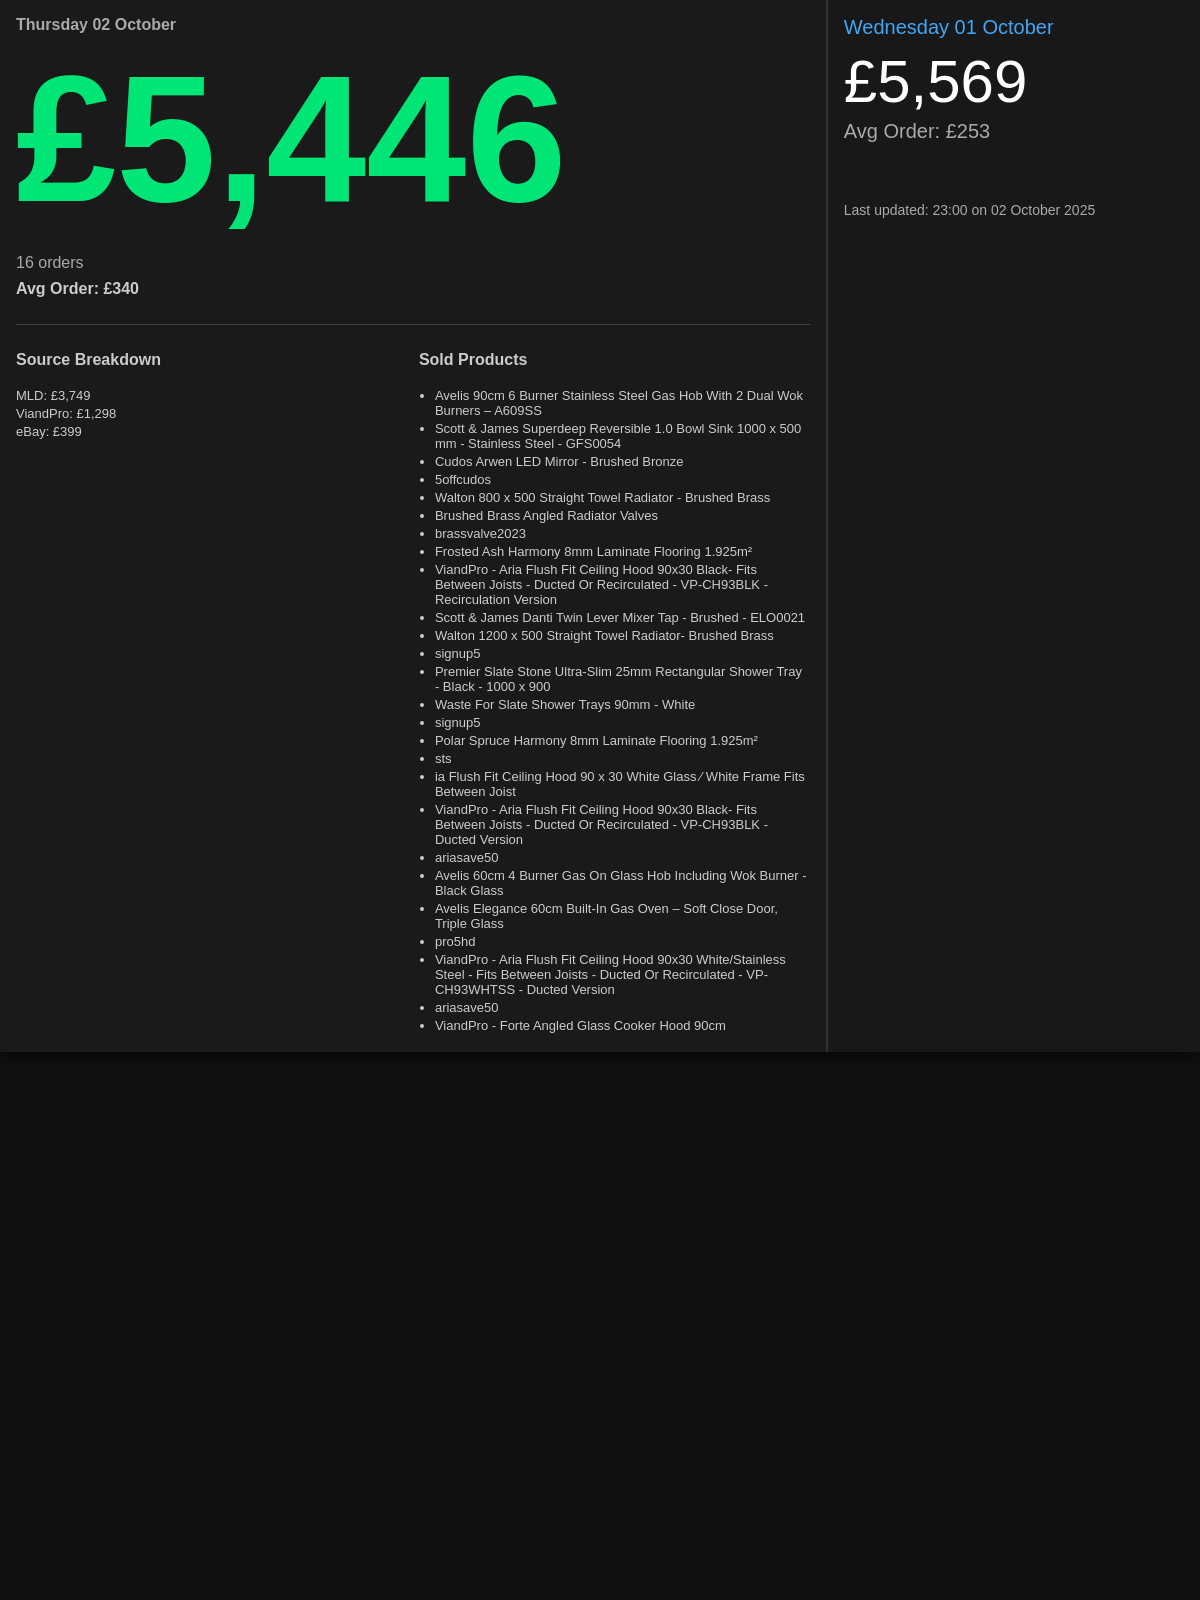 Thursday 02 October
£5,446
16 orders
Avg Order: £340
Source Breakdown
MLD: £3,749
ViandPro: £1,298
eBay: £399
Sold Products
Avelis 90cm 6 Burner Stainless Steel Gas Hob With 2 Dual Wok
Burners – A609SS
Scott & James Superdeep Reversible 1.0 Bowl Sink 1000 x 500
mm - Stainless Steel - GFS0054
Cudos Arwen LED Mirror - Brushed Bronze
5offcudos
Walton 800 x 500 Straight Towel Radiator - Brushed Brass
Brushed Brass Angled Radiator Valves
brassvalve2023
Frosted Ash Harmony 8mm Laminate Flooring 1.925m²
ViandPro - Aria Flush Fit Ceiling Hood 90x30 Black- Fits
Between Joists - Ducted Or Recirculated - VP-CH93BLK -
Recirculation Version
Scott & James Danti Twin Lever Mixer Tap - Brushed - ELO0021
Walton 1200 x 500 Straight Towel Radiator- Brushed Brass
signup5
Premier Slate Stone Ultra-Slim 25mm Rectangular Shower Tray
- Black - 1000 x 900
Waste For Slate Shower Trays 90mm - White
signup5
Polar Spruce Harmony 8mm Laminate Flooring 1.925m²
sts
ia Flush Fit Ceiling Hood 90 x 30 White Glass ⁄ White Frame Fits
Between Joist
ViandPro - Aria Flush Fit Ceiling Hood 90x30 Black- Fits
Between Joists - Ducted Or Recirculated - VP-CH93BLK -
Ducted Version
ariasave50
Avelis 60cm 4 Burner Gas On Glass Hob Including Wok Burner -
Black Glass
Avelis Elegance 60cm Built-In Gas Oven – Soft Close Door,
Triple Glass
pro5hd
ViandPro - Aria Flush Fit Ceiling Hood 90x30 White/Stainless
Steel - Fits Between Joists - Ducted Or Recirculated - VP-
CH93WHTSS - Ducted Version
ariasave50
ViandPro - Forte Angled Glass Cooker Hood 90cm
Wednesday 01 October
£5,569
Avg Order: £253
Last updated: 23:00 on 02 October 2025